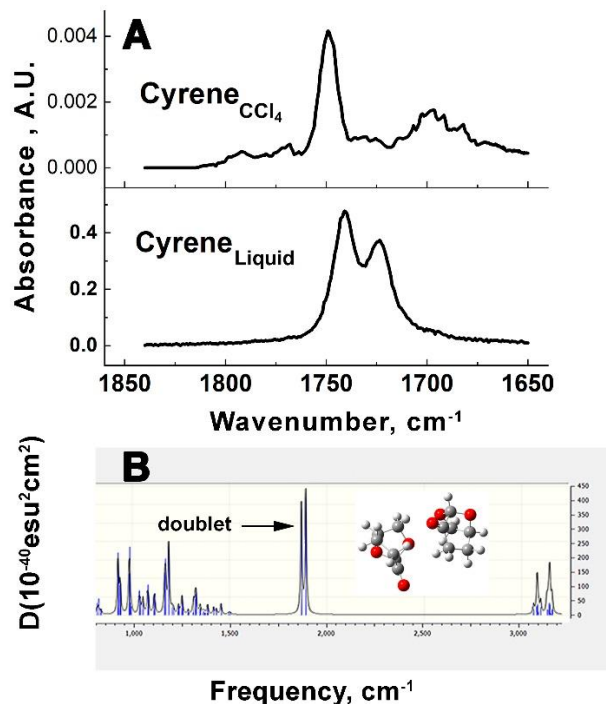 A
0.004
0.002
0.000
Cyrene CCl₄
Absorbance , A.U.
0.4
0.2
0.0
Cyrene Liquid
1850 1800 1750 1700 1650
Wavenumber, cm⁻¹
B
D(10⁻⁴⁰esu²cm²)
doublet
450
400
350
300
250
200
150
100
50
0
1,000 1,500 2,000 2,500 3,000
Frequency, cm⁻¹